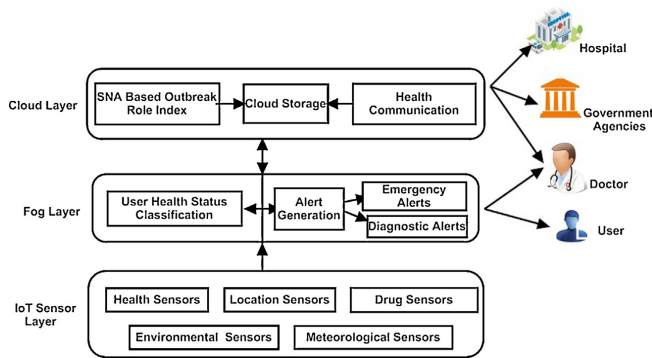 Hospital
Cloud Layer
SNA Based Outbreak
Role Index
Cloud Storage
Health
Communication
Government
Agencies
Fog Layer
User Health Status
Classification
Alert
Generation
Emergency
Alerts
Diagnostic Alerts
Doctor
User
IoT Sensor
Layer
Health Sensors
Location Sensors
Drug Sensors
Environmental Sensors
Meteorological Sensors